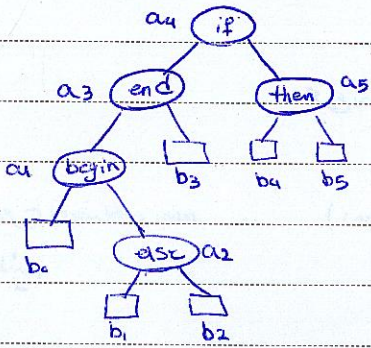 a4 if
a3 end then a5
a1 begin
b3 b4 b5
else a2
b0
b1 b2